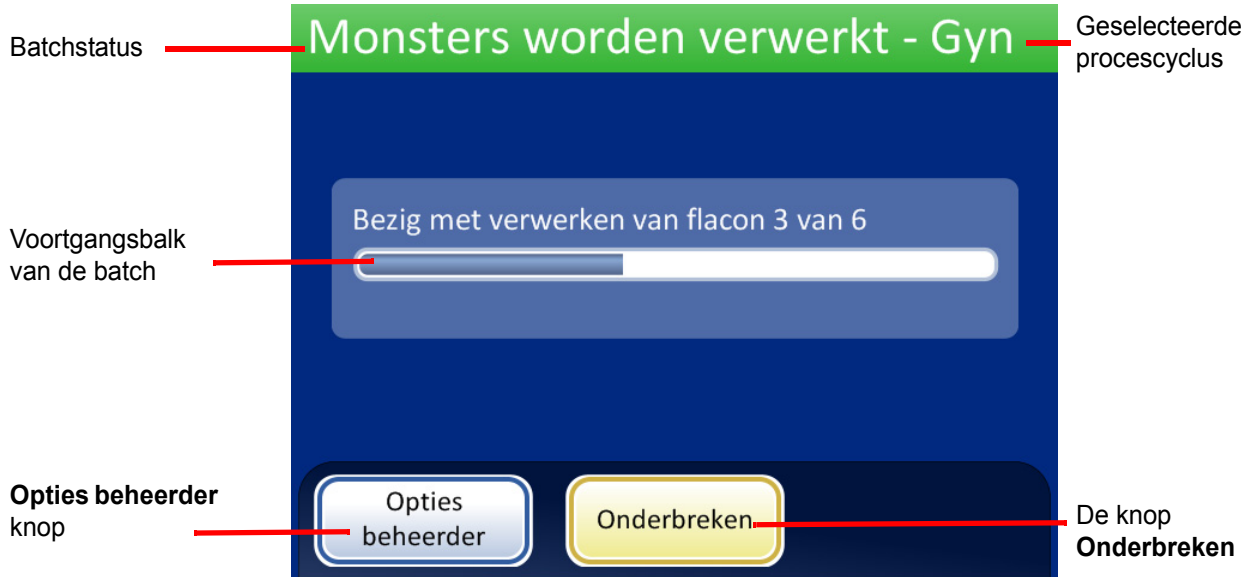 Batchstatus
Monsters worden verwerkt - Gyn
Geselecteerde
procescyclus
Bezig met verwerken van flacon 3 van 6
Voortgangsbalk
van de batch
Opties beheerder
knop
Opties
beheerder
Onderbreken
De knop
Onderbreken